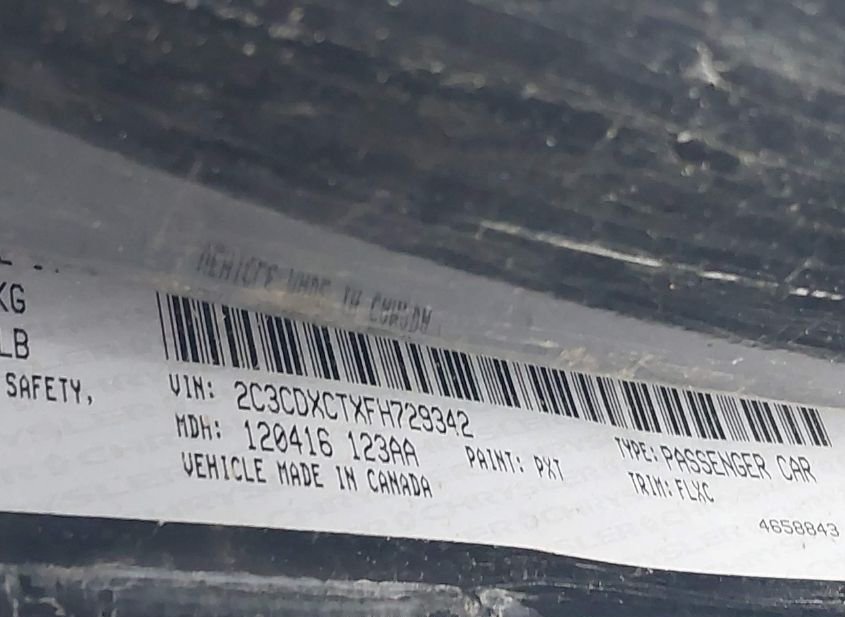 KG
LB
SAFETY,
VIN: 2C3CDXCTXFH729342
MDH: 120416 123AA
PAINT: PXT
TYPE: PASSENGER CAR
VEHICLE MADE IN CANADA
TRIM: FLXC
4658843